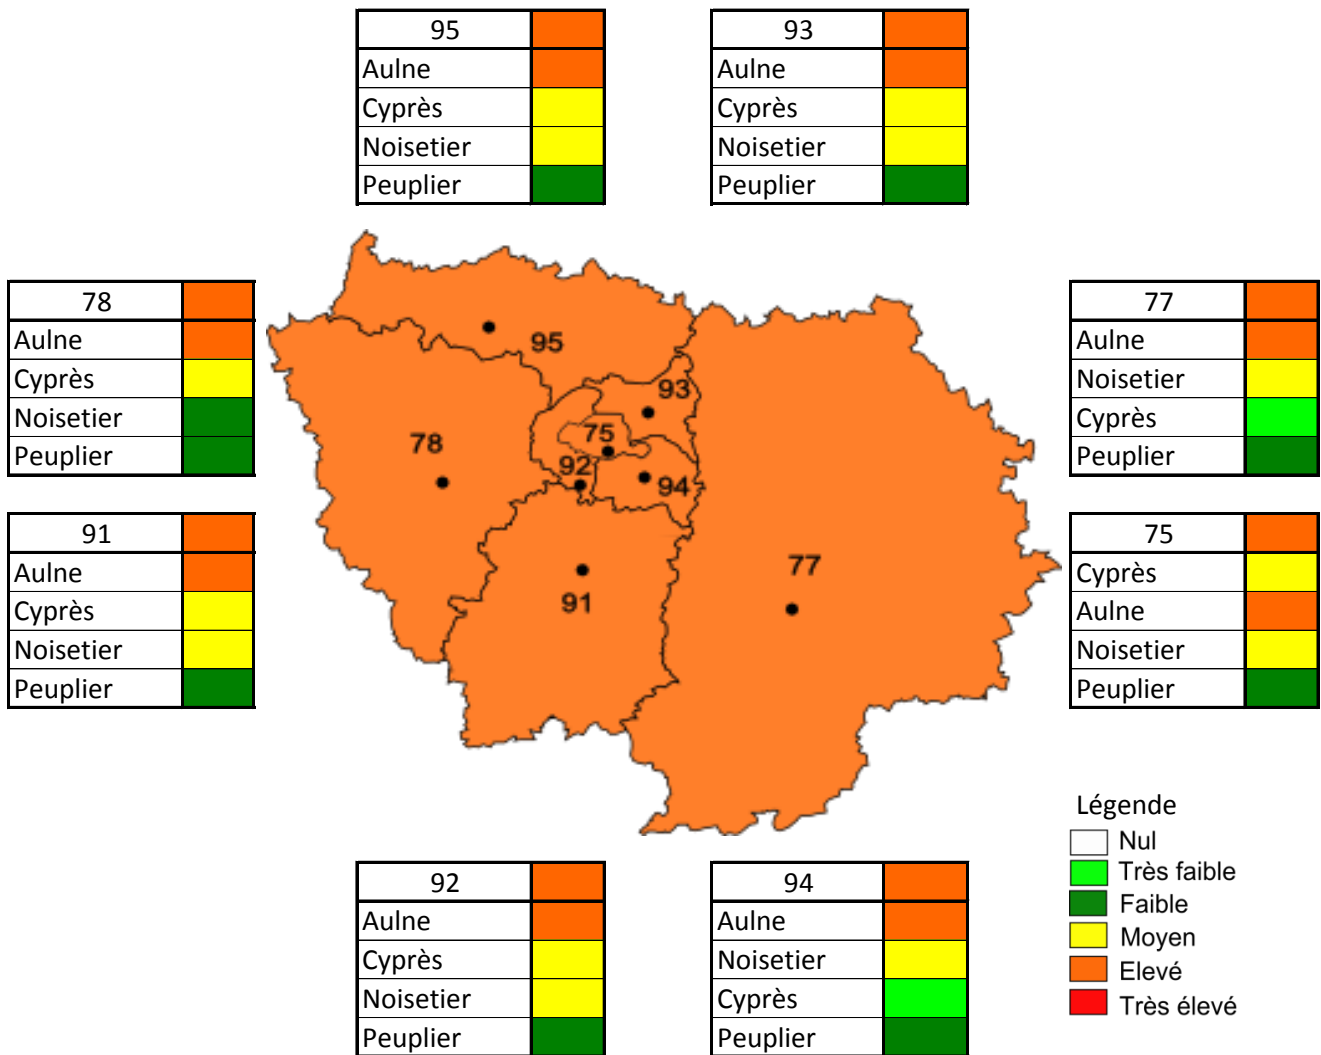 95
Aulne
Cyprès
Noisetier
Peuplier
93
Aulne
Cyprès
Noisetier
Peuplier
78
Aulne
Cyprès
Noisetier
Peuplier
91
Aulne
Cyprès
Noisetier
Peuplier
95
93
75
78
92
94
77
91
77
Aulne
Noisetier
Cyprès
Peuplier
75
Cyprès
Aulne
Noisetier
Peuplier
92
Aulne
Cyprès
Noisetier
Peuplier
94
Aulne
Noisetier
Cyprès
Peuplier
Légende
Nul
Très faible
Faible
Moyen
Elevé
Très élevé